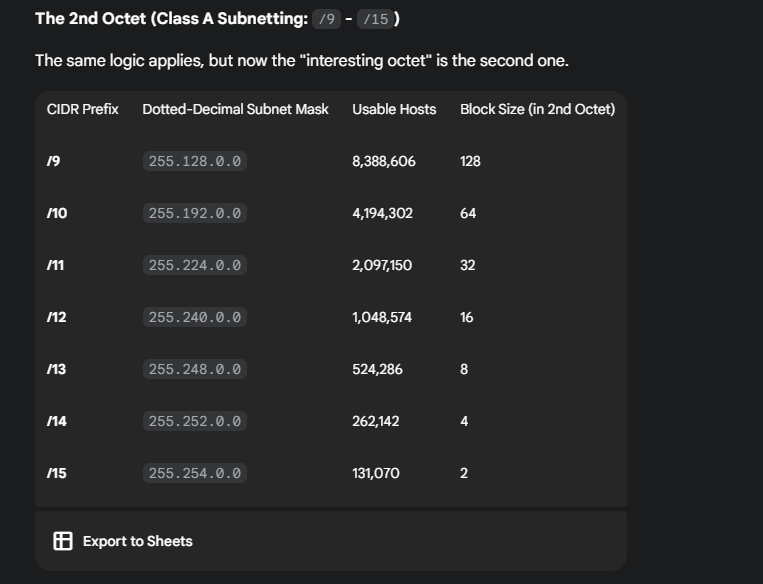 The 2nd Octet (Class A Subnetting: /9 - /15)
The same logic applies, but now the "interesting octet" is the second one.
CIDR Prefix Dotted-Decimal Subnet Mask Usable Hosts Block Size (in 2nd Octet)
/9 255.128.0.0 8,388,606 128
/10 255.192.0.0 4,194,302 64
/11 255.224.0.0 2,097,150 32
/12 255.240.0.0 1,048,574 16
/13 255.248.0.0 524,286 8
/14 255.252.0.0 262,142 4
/15 255.254.0.0 131,070 2
Export to Sheets